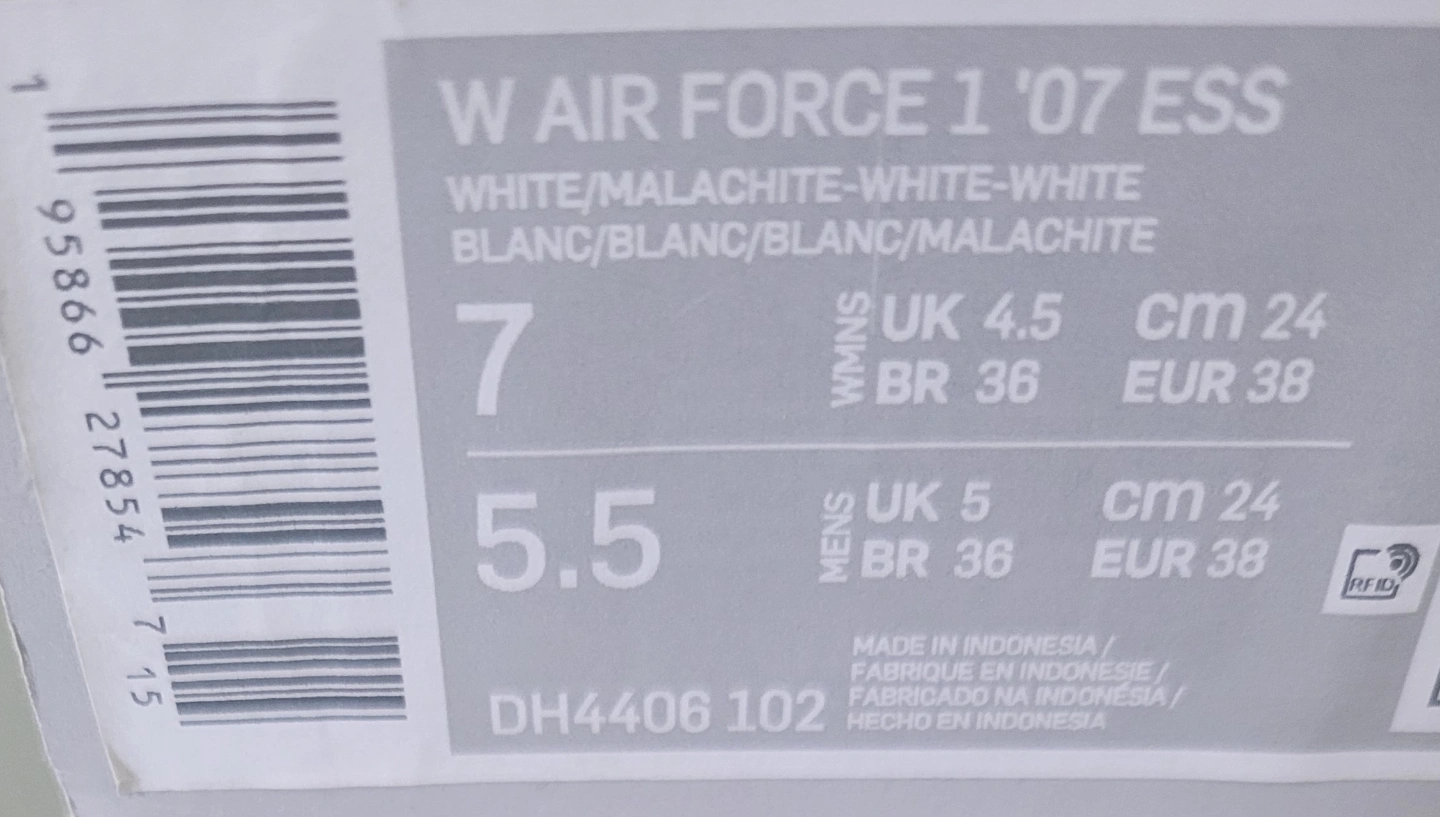 W AIR FORCE 1 '07 ESS
WHITE/MALACHITE-WHITE-WHITE
BLANC/BLANC/BLANC/MALACHITE
7
WMNS
UK 4.5 cm 24
BR 36 EUR 38
5.5
MENS
UK 5 cm 24
BR 36 EUR 38
DH4406 102
MADE IN INDONESIA /
FABRIQUE EN INDONESIE /
FABRICADO NA INDONÉSIA /
HECHO EN INDONESIA
RFID
1 95866 27854 7 15